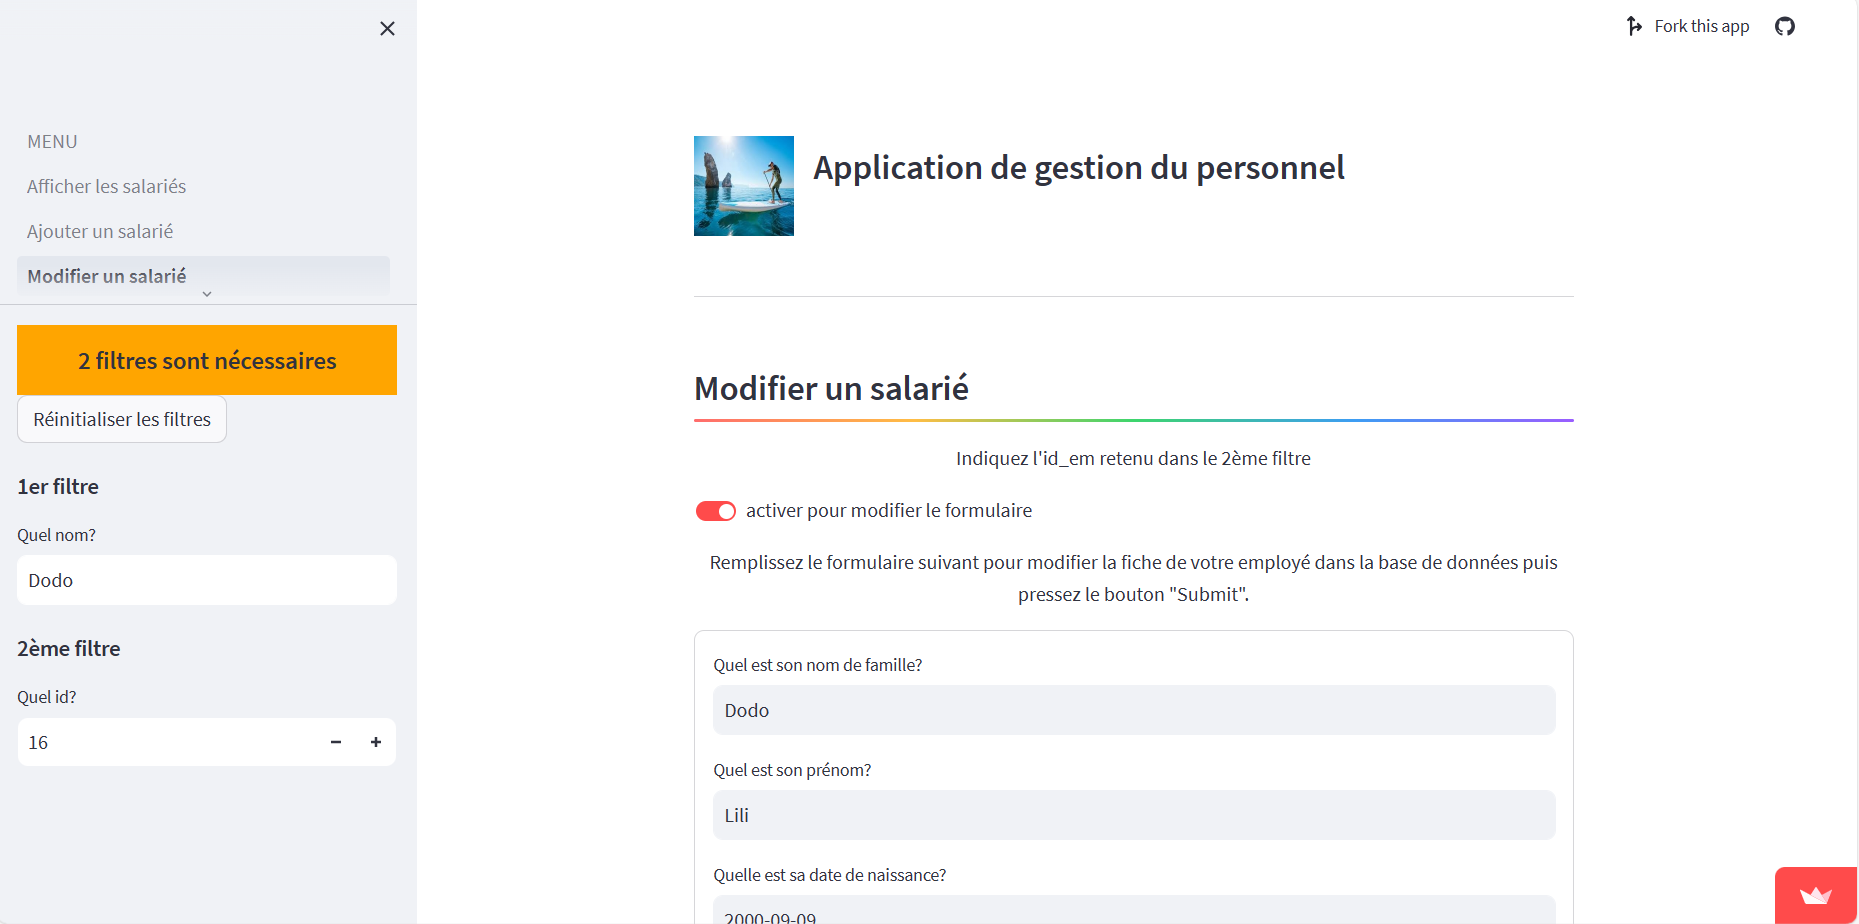 Fork this app
MENU
Afficher les salariés
Ajouter un salarié
Modifier un salarié
2 filtres sont nécessaires
Réinitialiser les filtres
1er filtre
Quel nom?
Dodo
2ème filtre
Quel id?
16
Application de gestion du personnel
Modifier un salarié
Indiquez l'id_em retenu dans le 2ème filtre
activer pour modifier le formulaire
Remplissez le formulaire suivant pour modifier la fiche de votre employé dans la base de données puis
pressez le bouton "Submit".
Quel est son nom de famille?
Dodo
Quel est son prénom?
Lili
Quelle est sa date de naissance?
2000-09-09